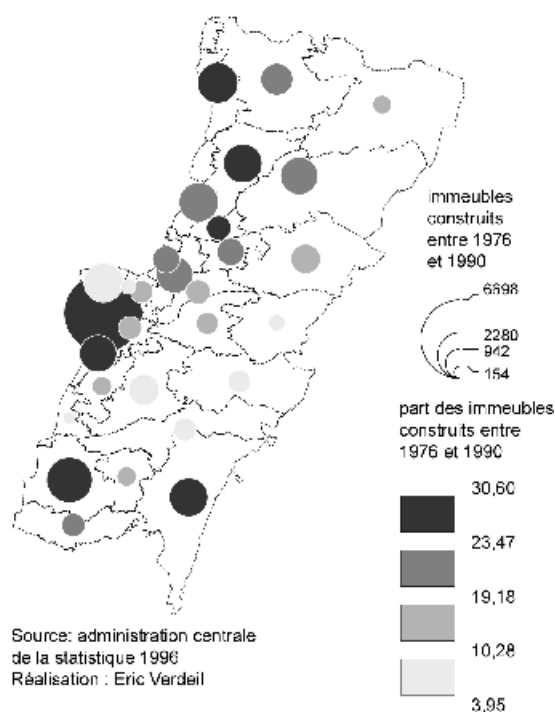 immeubles
construits
entre 1976
et 1990
6698
2280
942
154
part des immeubles
construits entre
1976 et 1990
30,60
23,47
19,18
10,28
3,95
Source: administration centrale
de la statistique 1996
Réalisation : Eric Verdeil